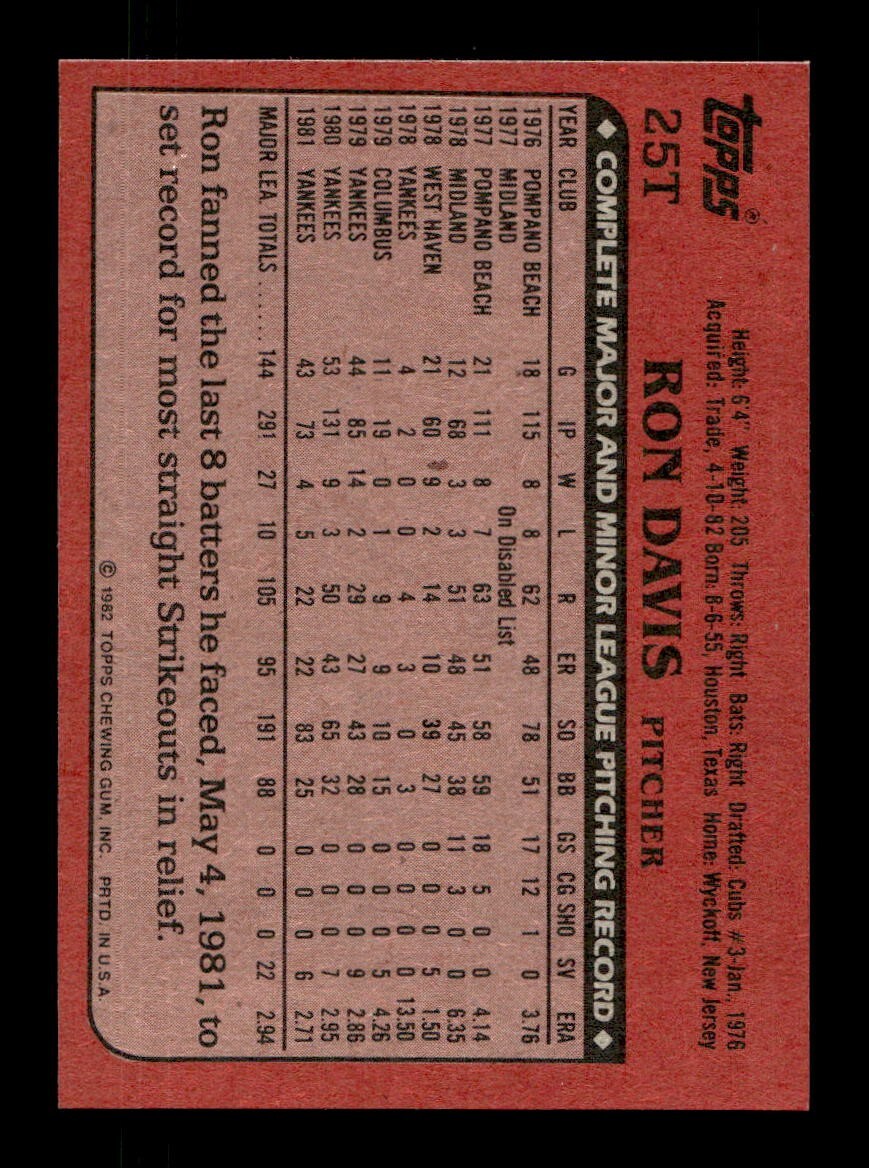 Topps®
25T RON DAVIS PITCHER
Height: 6'4" Weight: 205 Throws: Right Bats: Right Drafted: Cubs #3-Jan., 1976
Acquired: Trade, 4-10-82 Born: 8-6-55, Houston, Texas Home: Wyckoff, New Jersey
◆ COMPLETE MAJOR AND MINOR LEAGUE PITCHING RECORD ◆
YEAR CLUB G IP W L R ER SO BB GS CG SHO SV ERA
1976 POMPANO BEACH 18 115 8 8 62 48 78 51 17 12 1 0 3.76
1977 MIDLAND On Disabled List
1977 POMPANO BEACH 21 111 8 7 63 51 58 59 18 5 0 0 4.14
1978 MIDLAND 12 68 3 3 51 48 45 38 11 3 0 0 6.35
1978 WEST HAVEN 21 60 9 2 14 10 39 27 0 0 0 5 1.50
1978 YANKEES 4 2 0 0 4 3 0 3 0 0 0 0 13.50
1979 COLUMBUS 11 19 0 1 9 9 10 15 0 0 0 5 4.26
1979 YANKEES 44 85 14 2 29 27 43 28 0 0 0 9 2.86
1980 YANKEES 53 131 9 3 50 43 65 32 0 0 0 7 2.95
1981 YANKEES 43 73 4 5 22 22 83 25 0 0 0 6 2.71
MAJOR LEA. TOTALS ...... 144 291 27 10 105 95 191 88 0 0 0 22 2.94
Ron fanned the last 8 batters he faced, May 4, 1981, to
set record for most straight Strikeouts in relief.
© 1982 TOPPS CHEWING GUM, INC. PRTD. IN U.S.A.